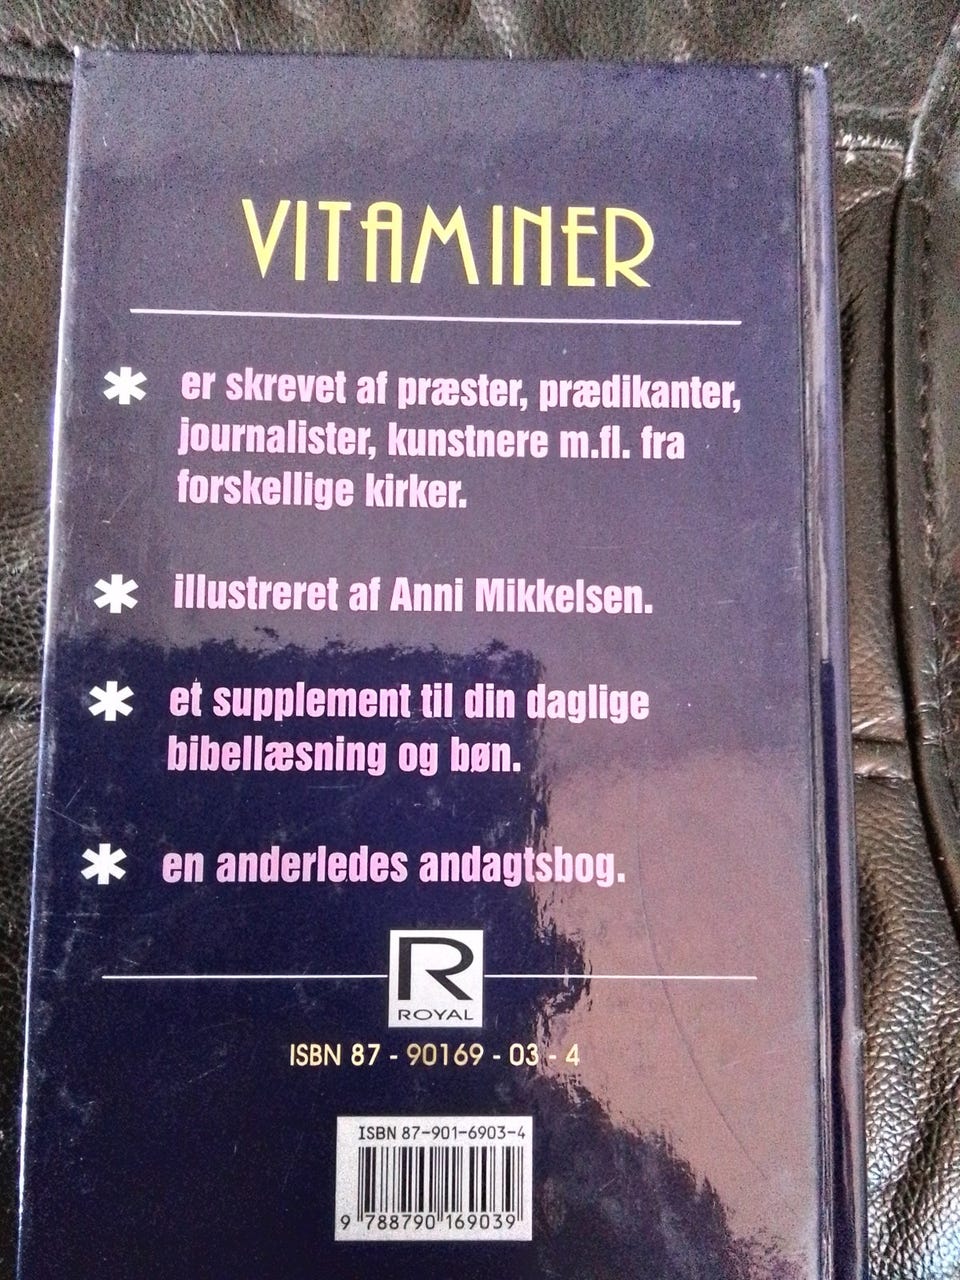 VITAMINER
* er skrevet af præster, prædikanter,
journalister, kunstnere m.fl. fra
forskellige kirker.
* illustreret af Anni Mikkelsen.
* et supplement til din daglige
bibellæsning og bøn.
* en anderledes andagtsbog.
R
ROYAL
ISBN 87 - 90169 - 03 - 4
ISBN 87-901-6903-4
9 788790 169039